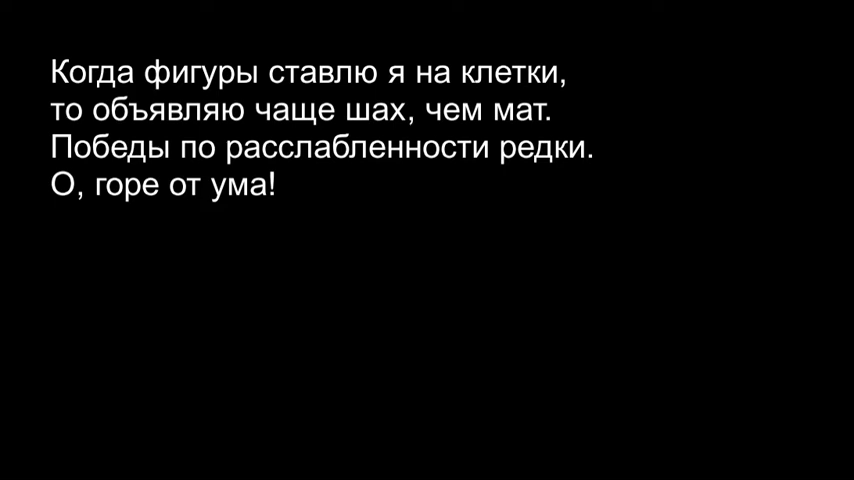 Когда фигуры ставлю я на клетки,
то объявляю чаще шах, чем мат.
Победы по расслабленности редки.
О, горе от ума!